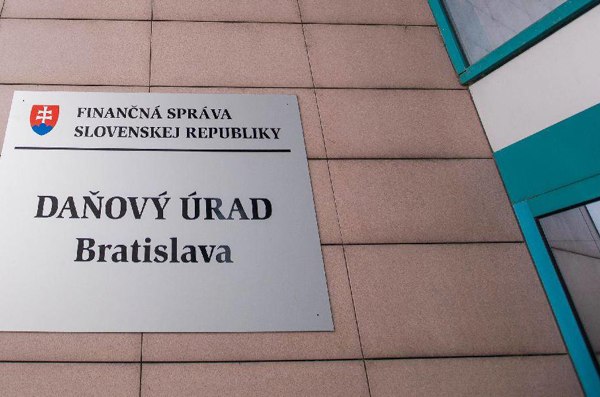 FINANČNÁ SPRÁVA
SLOVENSKEJ REPUBLIKY
DAŇOVÝ ÚRAD
Bratislava